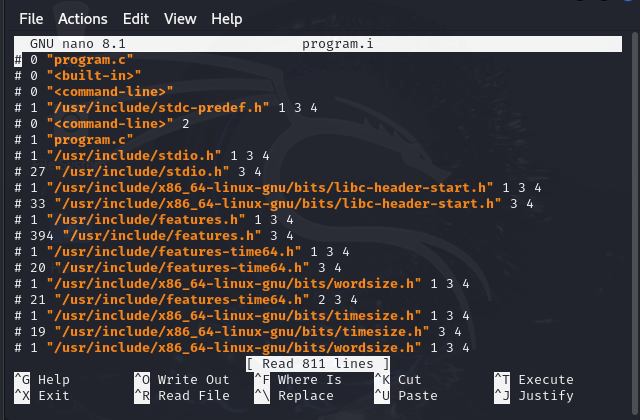 File Actions Edit View Help
GNU nano 8.1 program.i
# 0 "program.c"
# 0 "<built-in>"
# 0 "<command-line>"
# 1 "/usr/include/stdc-predef.h" 1 3 4
# 0 "<command-line>" 2
# 1 "program.c"
# 1 "/usr/include/stdio.h" 1 3 4
# 27 "/usr/include/stdio.h" 3 4
# 1 "/usr/include/x86_64-linux-gnu/bits/libc-header-start.h" 1 3 4
# 33 "/usr/include/x86_64-linux-gnu/bits/libc-header-start.h" 3 4
# 1 "/usr/include/features.h" 1 3 4
# 394 "/usr/include/features.h" 3 4
# 1 "/usr/include/features-time64.h" 1 3 4
# 20 "/usr/include/features-time64.h" 3 4
# 1 "/usr/include/x86_64-linux-gnu/bits/wordsize.h" 1 3 4
# 21 "/usr/include/features-time64.h" 2 3 4
# 1 "/usr/include/x86_64-linux-gnu/bits/timesize.h" 1 3 4
# 19 "/usr/include/x86_64-linux-gnu/bits/timesize.h" 3 4
# 1 "/usr/include/x86_64-linux-gnu/bits/wordsize.h" 1 3 4
[ Read 811 lines ]
^G Help ^O Write Out ^F Where Is ^K Cut ^T Execute
^X Exit ^R Read File ^\ Replace ^U Paste ^J Justify